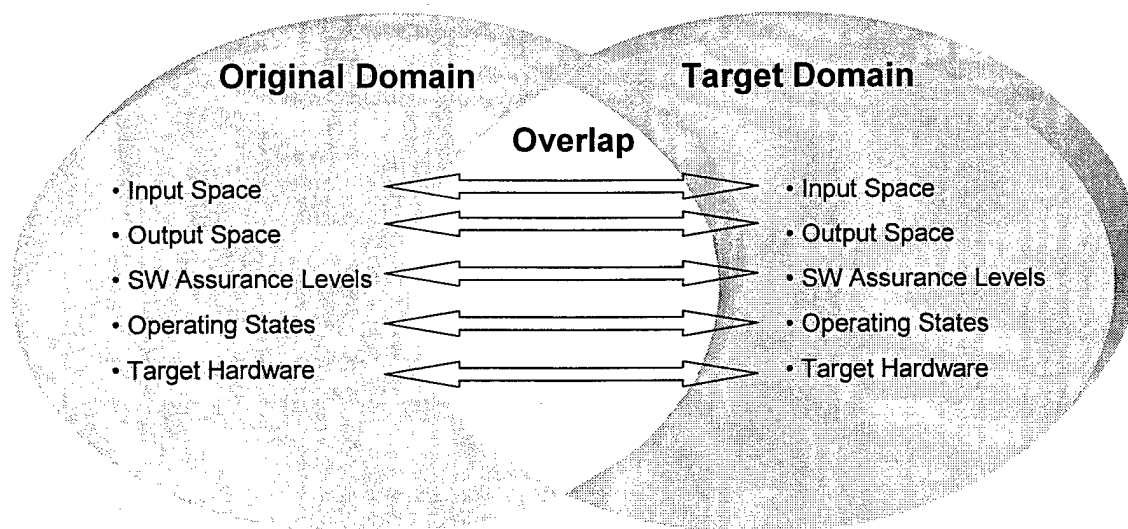 Original Domain
Target Domain
Overlap
• Input Space
• Output Space
• SW Assurance Levels
• Operating States
• Target Hardware
• Input Space
• Output Space
• SW Assurance Levels
• Operating States
• Target Hardware